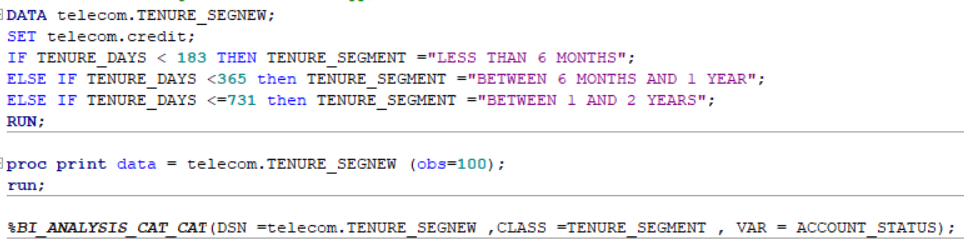 DATA telecom.TENURE_SEGNEW;
SET telecom.credit;
IF TENURE_DAYS < 183 THEN TENURE_SEGMENT ="LESS THAN 6 MONTHS";
ELSE IF TENURE_DAYS <365 then TENURE_SEGMENT ="BETWEEN 6 MONTHS AND 1 YEAR";
ELSE IF TENURE_DAYS <=731 then TENURE_SEGMENT ="BETWEEN 1 AND 2 YEARS";
RUN;
proc print data = telecom.TENURE_SEGNEW (obs=100);
run;
%BI_ANALYSIS_CAT_CAT(DSN =telecom.TENURE_SEGNEW ,CLASS =TENURE_SEGMENT , VAR = ACCOUNT_STATUS);